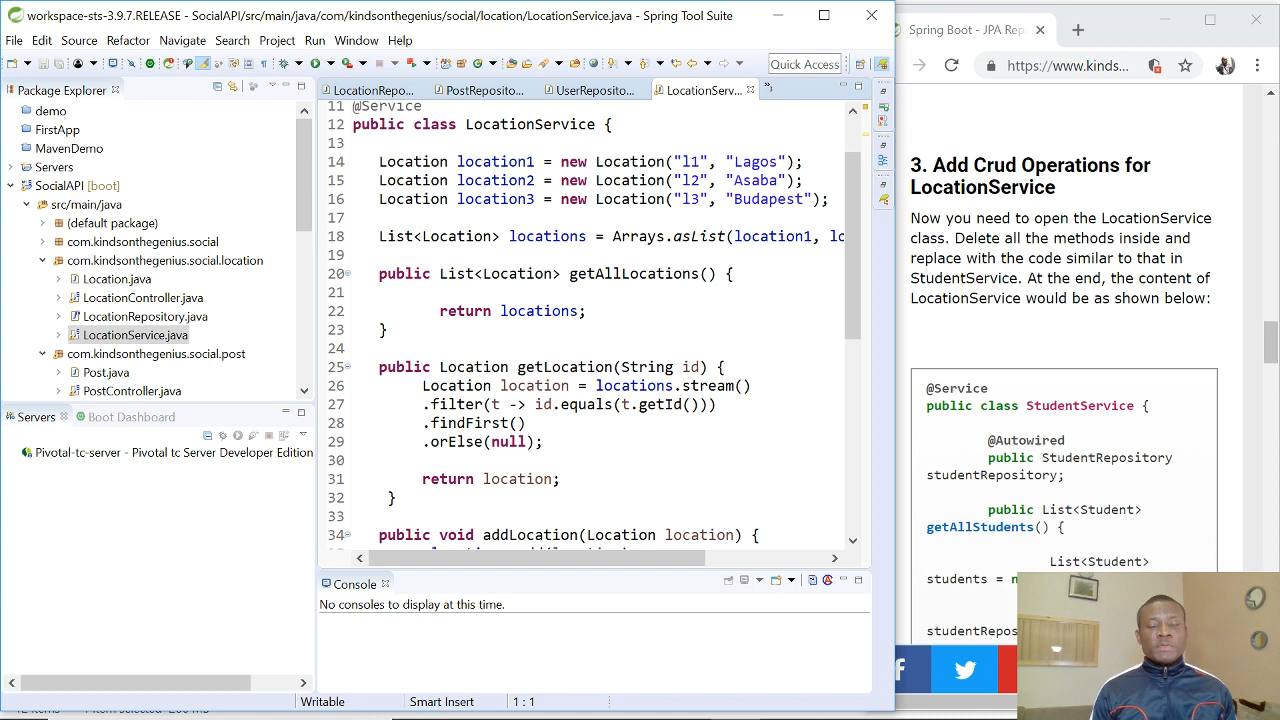 workspace-sts-3.9.7.RELEASE - SocialAPI/src/main/java/com/kindsonthegenius/social/location/LocationService.java - Spring Tool Suite
File Edit Source Refactor Navigate Search Project Run Window Help
Quick Access
Package Explorer
demo
FirstApp
MavenDemo
Servers
SocialAPI [boot]
src/main/java
(default package)
com.kindsonthegenius.social
com.kindsonthegenius.social.location
Location.java
LocationController.java
LocationRepository.java
LocationService.java
com.kindsonthegenius.social.post
Post.java
PostController.java
Servers Boot Dashboard
Pivotal-tc-server - Pivotal tc Server Developer Edition
LocationRepo... PostReposito... UserReposito... LocationServ...
11 @Service
12 public class LocationService {
13
14 Location location1 = new Location("l1", "Lagos");
15 Location location2 = new Location("l2", "Asaba");
16 Location location3 = new Location("l3", "Budapest");
17
18 List<Location> locations = Arrays.asList(location1, lo
19
20 public List<Location> getAllLocations() {
21
22 return locations;
23 }
24
25 public Location getLocation(String id) {
26 Location location = locations.stream()
27 .filter(t -> id.equals(t.getId()))
28 .findFirst()
29 .orElse(null);
30
31 return location;
32 }
33
34 public void addLocation(Location location) {
Console
No consoles to display at this time.
Writable Smart Insert 1 : 1
Spring Boot - JPA Rep
https://www.kinds...
3. Add Crud Operations for
LocationService
Now you need to open the LocationService
class. Delete all the methods inside and
replace with the code similar to that in
StudentService. At the end, the content of
LocationService would be as shown below:
@Service
public class StudentService {
@Autowired
public StudentRepository
studentRepository;
public List<Student>
getAllStudents() {
List<Student>
students = n
studentRepos